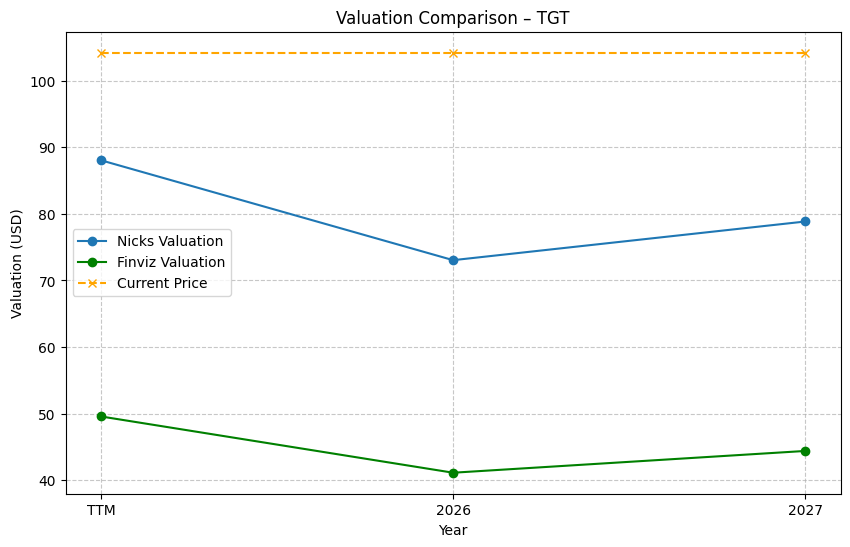 Valuation Comparison – TGT
Valuation (USD)
100
90
80
70
60
50
40
Nicks Valuation
Finviz Valuation
Current Price
TTM
2026
2027
Year